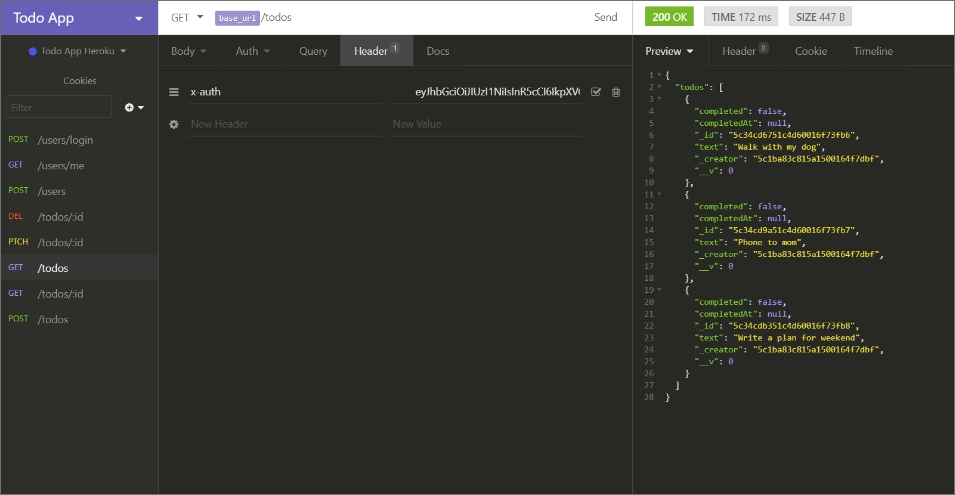 Todo App
GET base_url/todos Send
200 OK TIME 172 ms SIZE 447 B
Todo App Heroku
Body Auth Query Header 1 Docs
Preview Header 6 Cookie Timeline
Cookies
Filter
POST /users/login
GET /users/me
POST /users
DEL /todos/:id
PTCH /todos/:id
GET /todos
GET /todos/:id
POST /todos
x-auth
New Header New Value
1 {
2 "todos": [
3 {
4 "completed": false,
5 "completedAt": null,
6 "_id": "5c34cd6751c4d60016f73fb6",
7 "text": "Walk with my dog",
8 "_creator": "5c1ba83c815a1500164f7dbf",
9 "__v": 0
10 },
11 {
12 "completed": false,
13 "completedAt": null,
14 "_id": "5c34cd9a51c4d60016f73fb7",
15 "text": "Phone to mom",
16 "_creator": "5c1ba83c815a1500164f7dbf",
17 "__v": 0
18 },
19 {
20 "completed": false,
21 "completedAt": null,
22 "_id": "5c34cdb351c4d60016f73fb8",
23 "text": "Write a plan for weekend",
24 "_creator": "5c1ba83c815a1500164f7dbf",
25 "__v": 0
26 }
27 ]
28 }